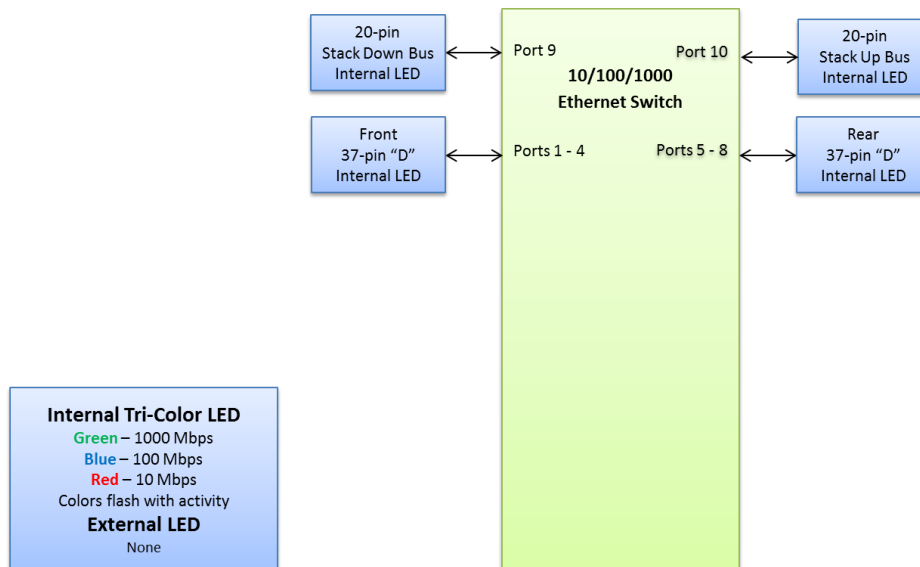 20-pin
Stack Down Bus
Internal LED
Port 9
Port 10
10/100/1000
Ethernet Switch
20-pin
Stack Up Bus
Internal LED
Front
37-pin “D”
Internal LED
Ports 1 - 4
Ports 5 - 8
Rear
37-pin “D”
Internal LED
Internal Tri-Color LED
Green – 1000 Mbps
Blue – 100 Mbps
Red – 10 Mbps
Colors flash with activity
External LED
None